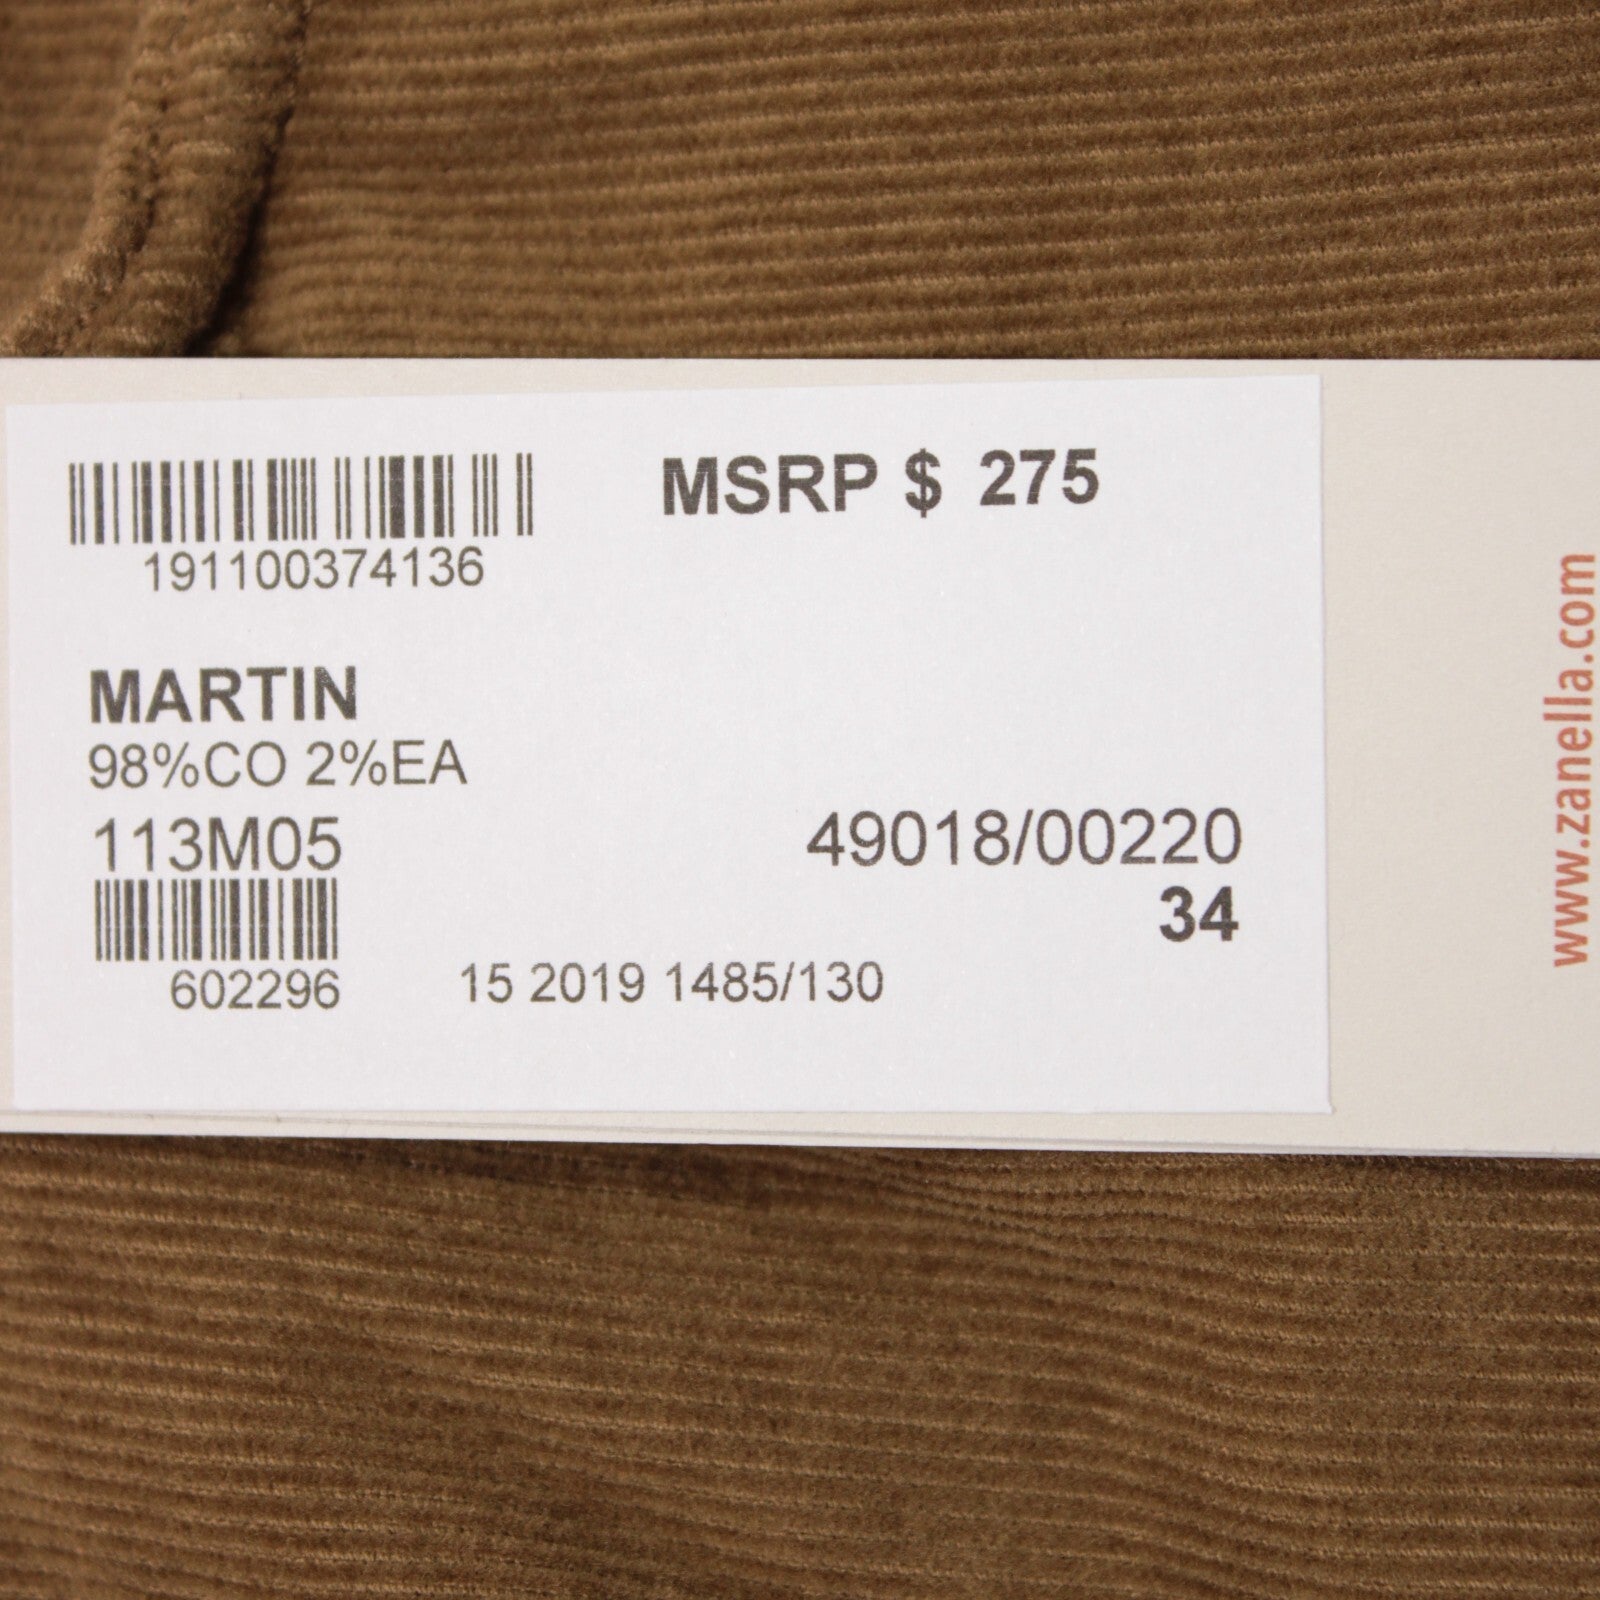 MSRP $ 275
191100374136
MARTIN
98%CO 2%EA
113M05
49018/00220
34
602296
15 2019 1485/130
www.zanella.com